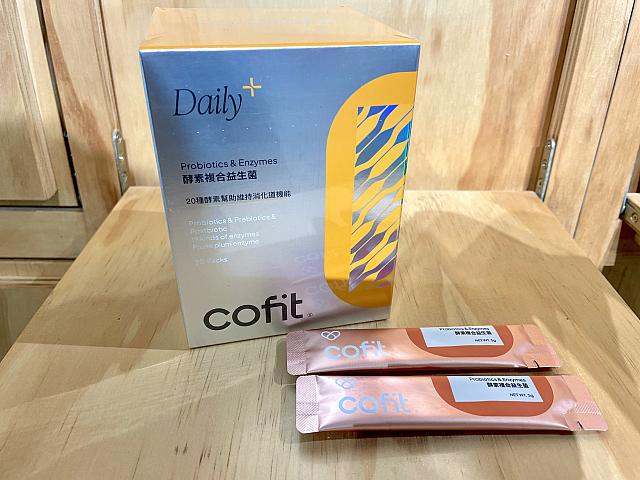 Daily+
Probiotics & Enzymes
酵素複合益生菌
20種酵素幫助維持消化道機能
Probiotics & Prebiotics &
Postbiotic
19 kinds of enzymes
Prune plum enzyme
Packs
cofit
Probiotics & Enzymes
酵素複合益生菌
NET WT. 3g
cofit
Probiotics & Enzymes
酵素複合益生菌
NET WT. 3g
cofit